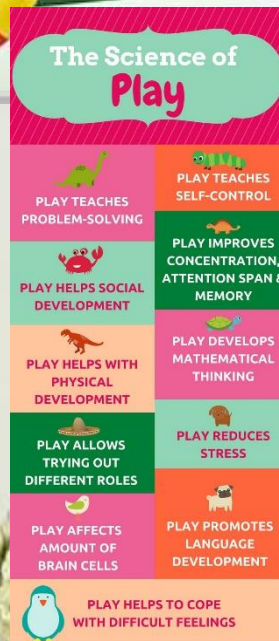 The Science of
Play
PLAY TEACHES
PROBLEM-SOLVING
PLAY TEACHES
SELF-CONTROL
PLAY HELPS SOCIAL
DEVELOPMENT
PLAY IMPROVES
CONCENTRATION,
ATTENTION SPAN &
MEMORY
PLAY HELPS WITH
PHYSICAL
DEVELOPMENT
PLAY DEVELOPS
MATHEMATICAL
THINKING
PLAY ALLOWS
TRYING OUT
DIFFERENT ROLES
PLAY REDUCES
STRESS
PLAY AFFECTS
AMOUNT OF
BRAIN CELLS
PLAY PROMOTES
LANGUAGE
DEVELOPMENT
PLAY HELPS TO COPE
WITH DIFFICULT FEELINGS